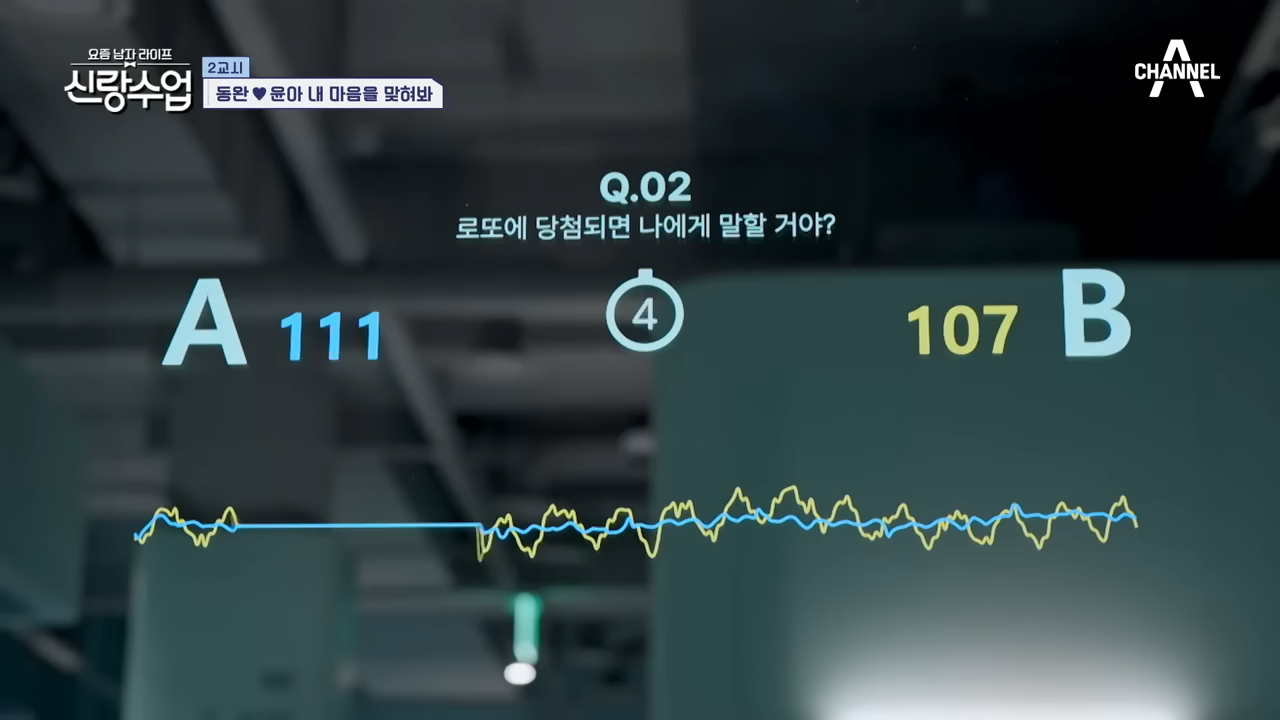 요즘 남자 라이프
신랑수업
2교시
동완♥윤아 내 마음을 맞혀봐
CHANNEL A
Q.02
로또에 당첨되면 나에게 말할 거야?
A 111
4
107 B